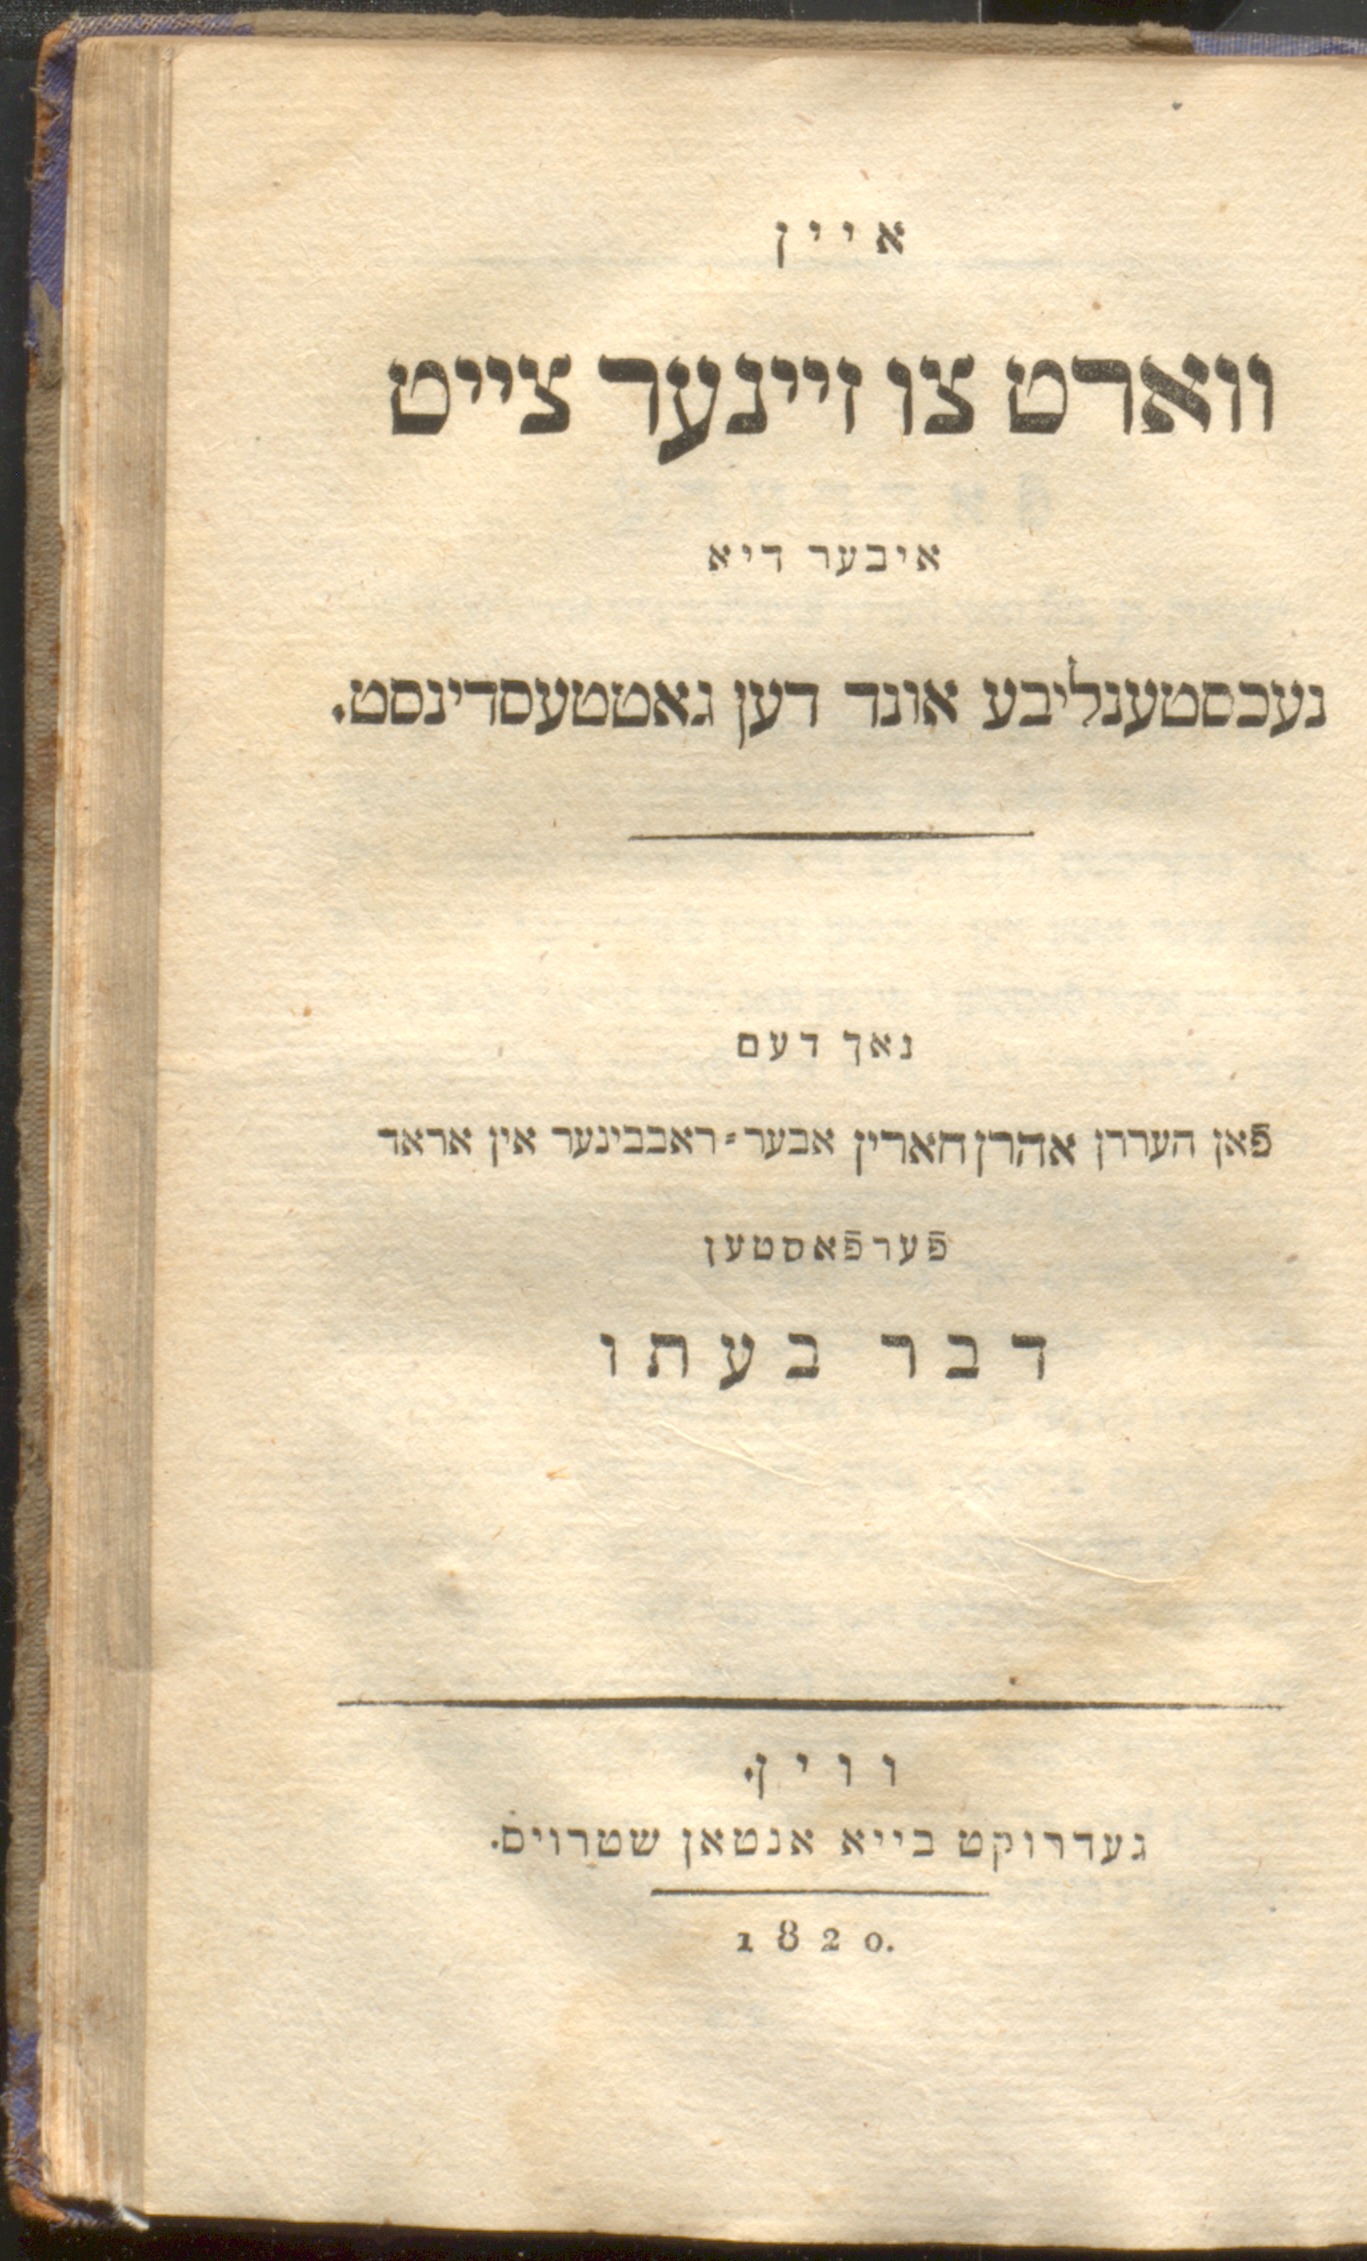 איין
ווארט צו זיינער צייט
איבער דיא
נעכסטענליבע אונד דען גאטטעסדינסט.
נאך דעם
פֿאן העררן אהרן חארין אבער-ראבבינער אין אראד
פֿערפֿאסטען
דבר בעתו
ווין.
געדרוקט בייא אנטאן שטרויס.
1820.